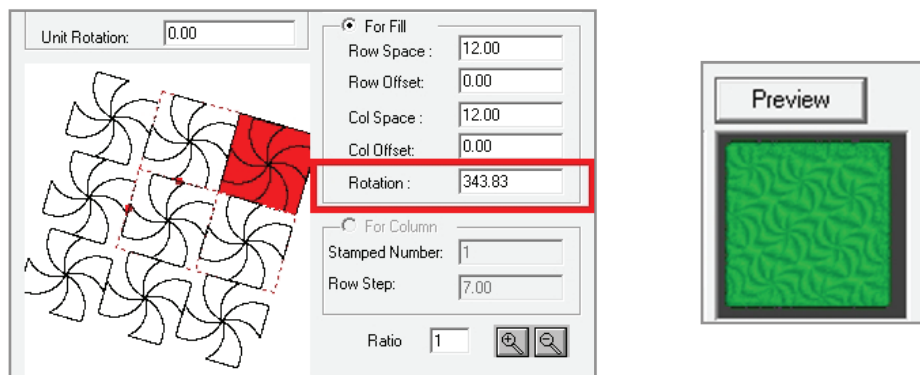 Unit Rotation: 0.00
For Fill
Row Space : 12.00
Row Offset: 0.00
Col Space : 12.00
Col Offset: 0.00
Rotation : 343.83
For Column
Stamped Number: 1
Row Step: 7.00
Ratio 1
Preview